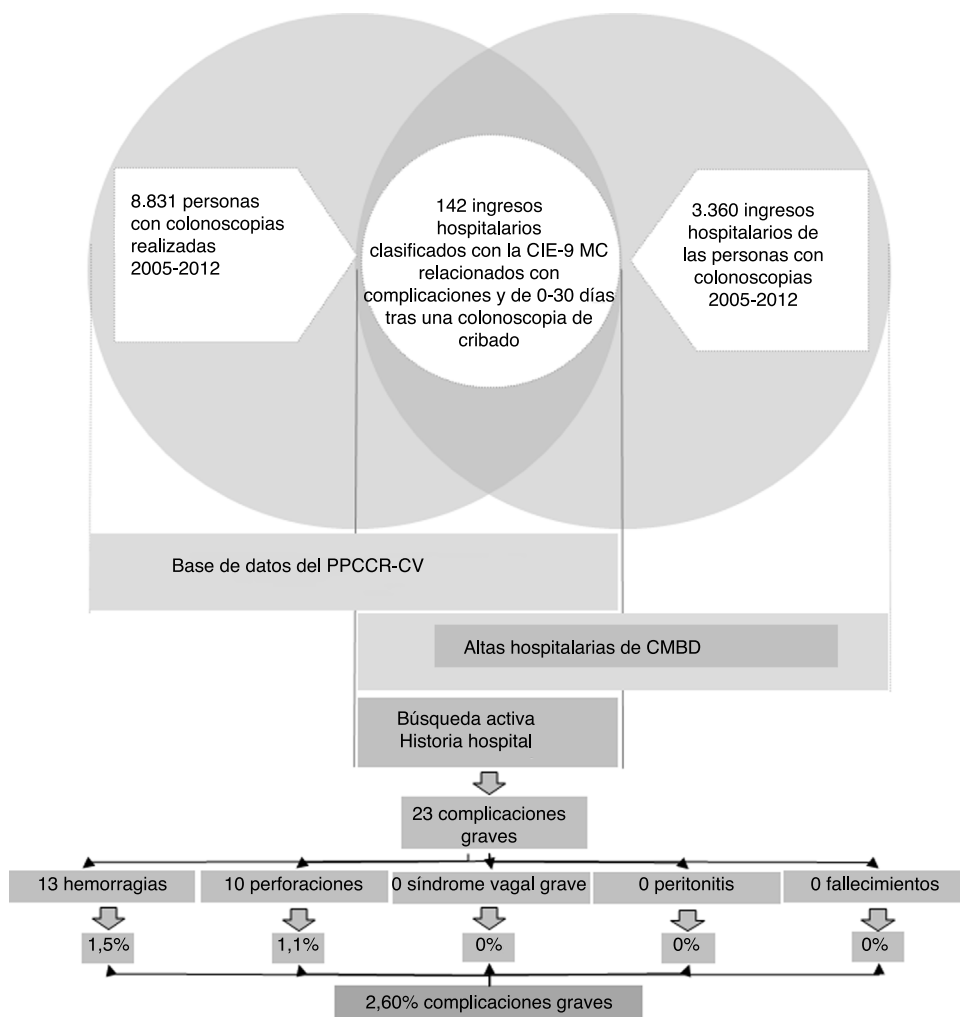 8.831 personas
con colonoscopias
realizadas
2005-2012
142 ingresos
hospitalarios
clasificados con la CIE-9 MC
relacionados con
complicaciones y de 0-30 días
tras una colonoscopia de
cribado
3.360 ingresos
hospitalarios de
las personas con
colonoscopias
2005-2012
Base de datos del PPCCR-CV
Altas hospitalarias de CMBD
Búsqueda activa
Historia hospital
23 complicaciones
graves
13 hemorragias
10 perforaciones
0 síndrome vagal grave
0 peritonitis
0 fallecimientos
1,5%
1,1%
0%
0%
0%
2,60% complicaciones graves